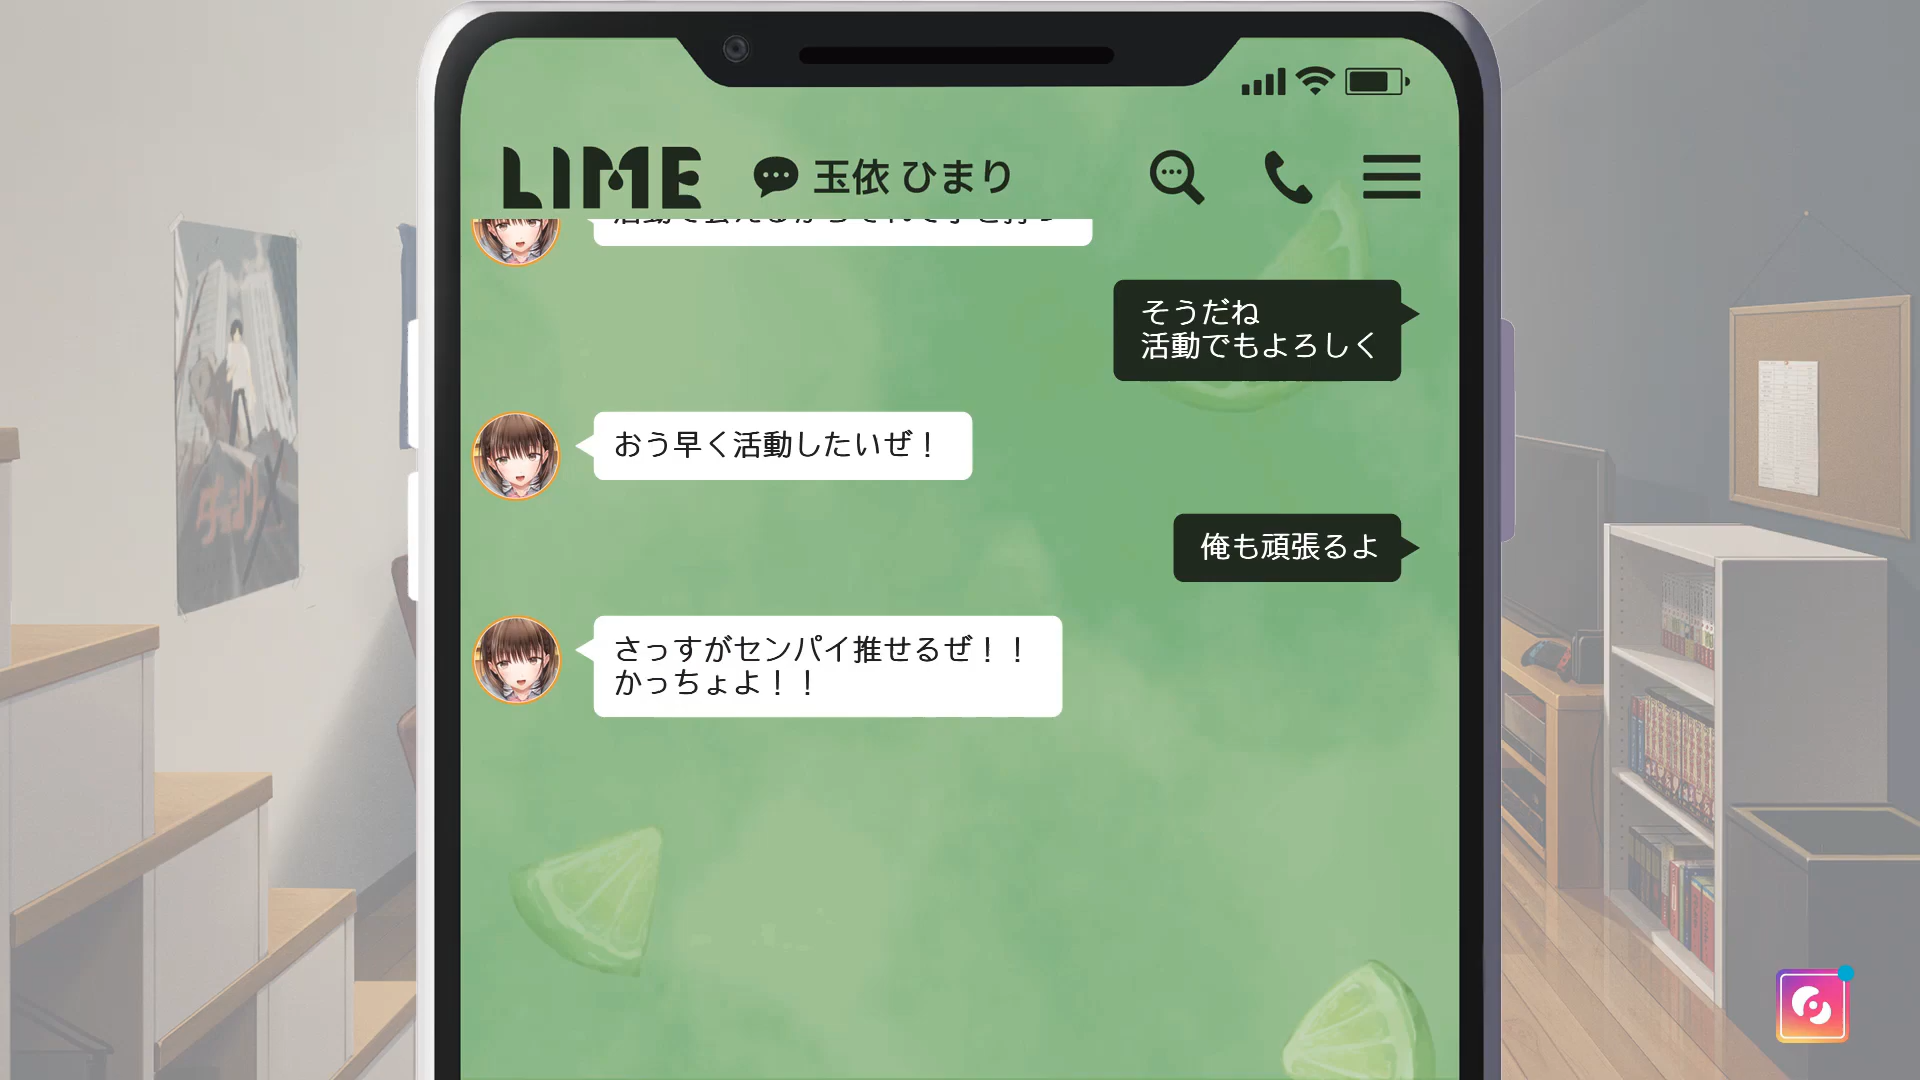 LIME
玉依 ひまり
そうだね
活動でもよろしく
おう早く活動したいぜ！
俺も頑張るよ
さっすがセンパイ推せるぜ！！
かっちょよ！！